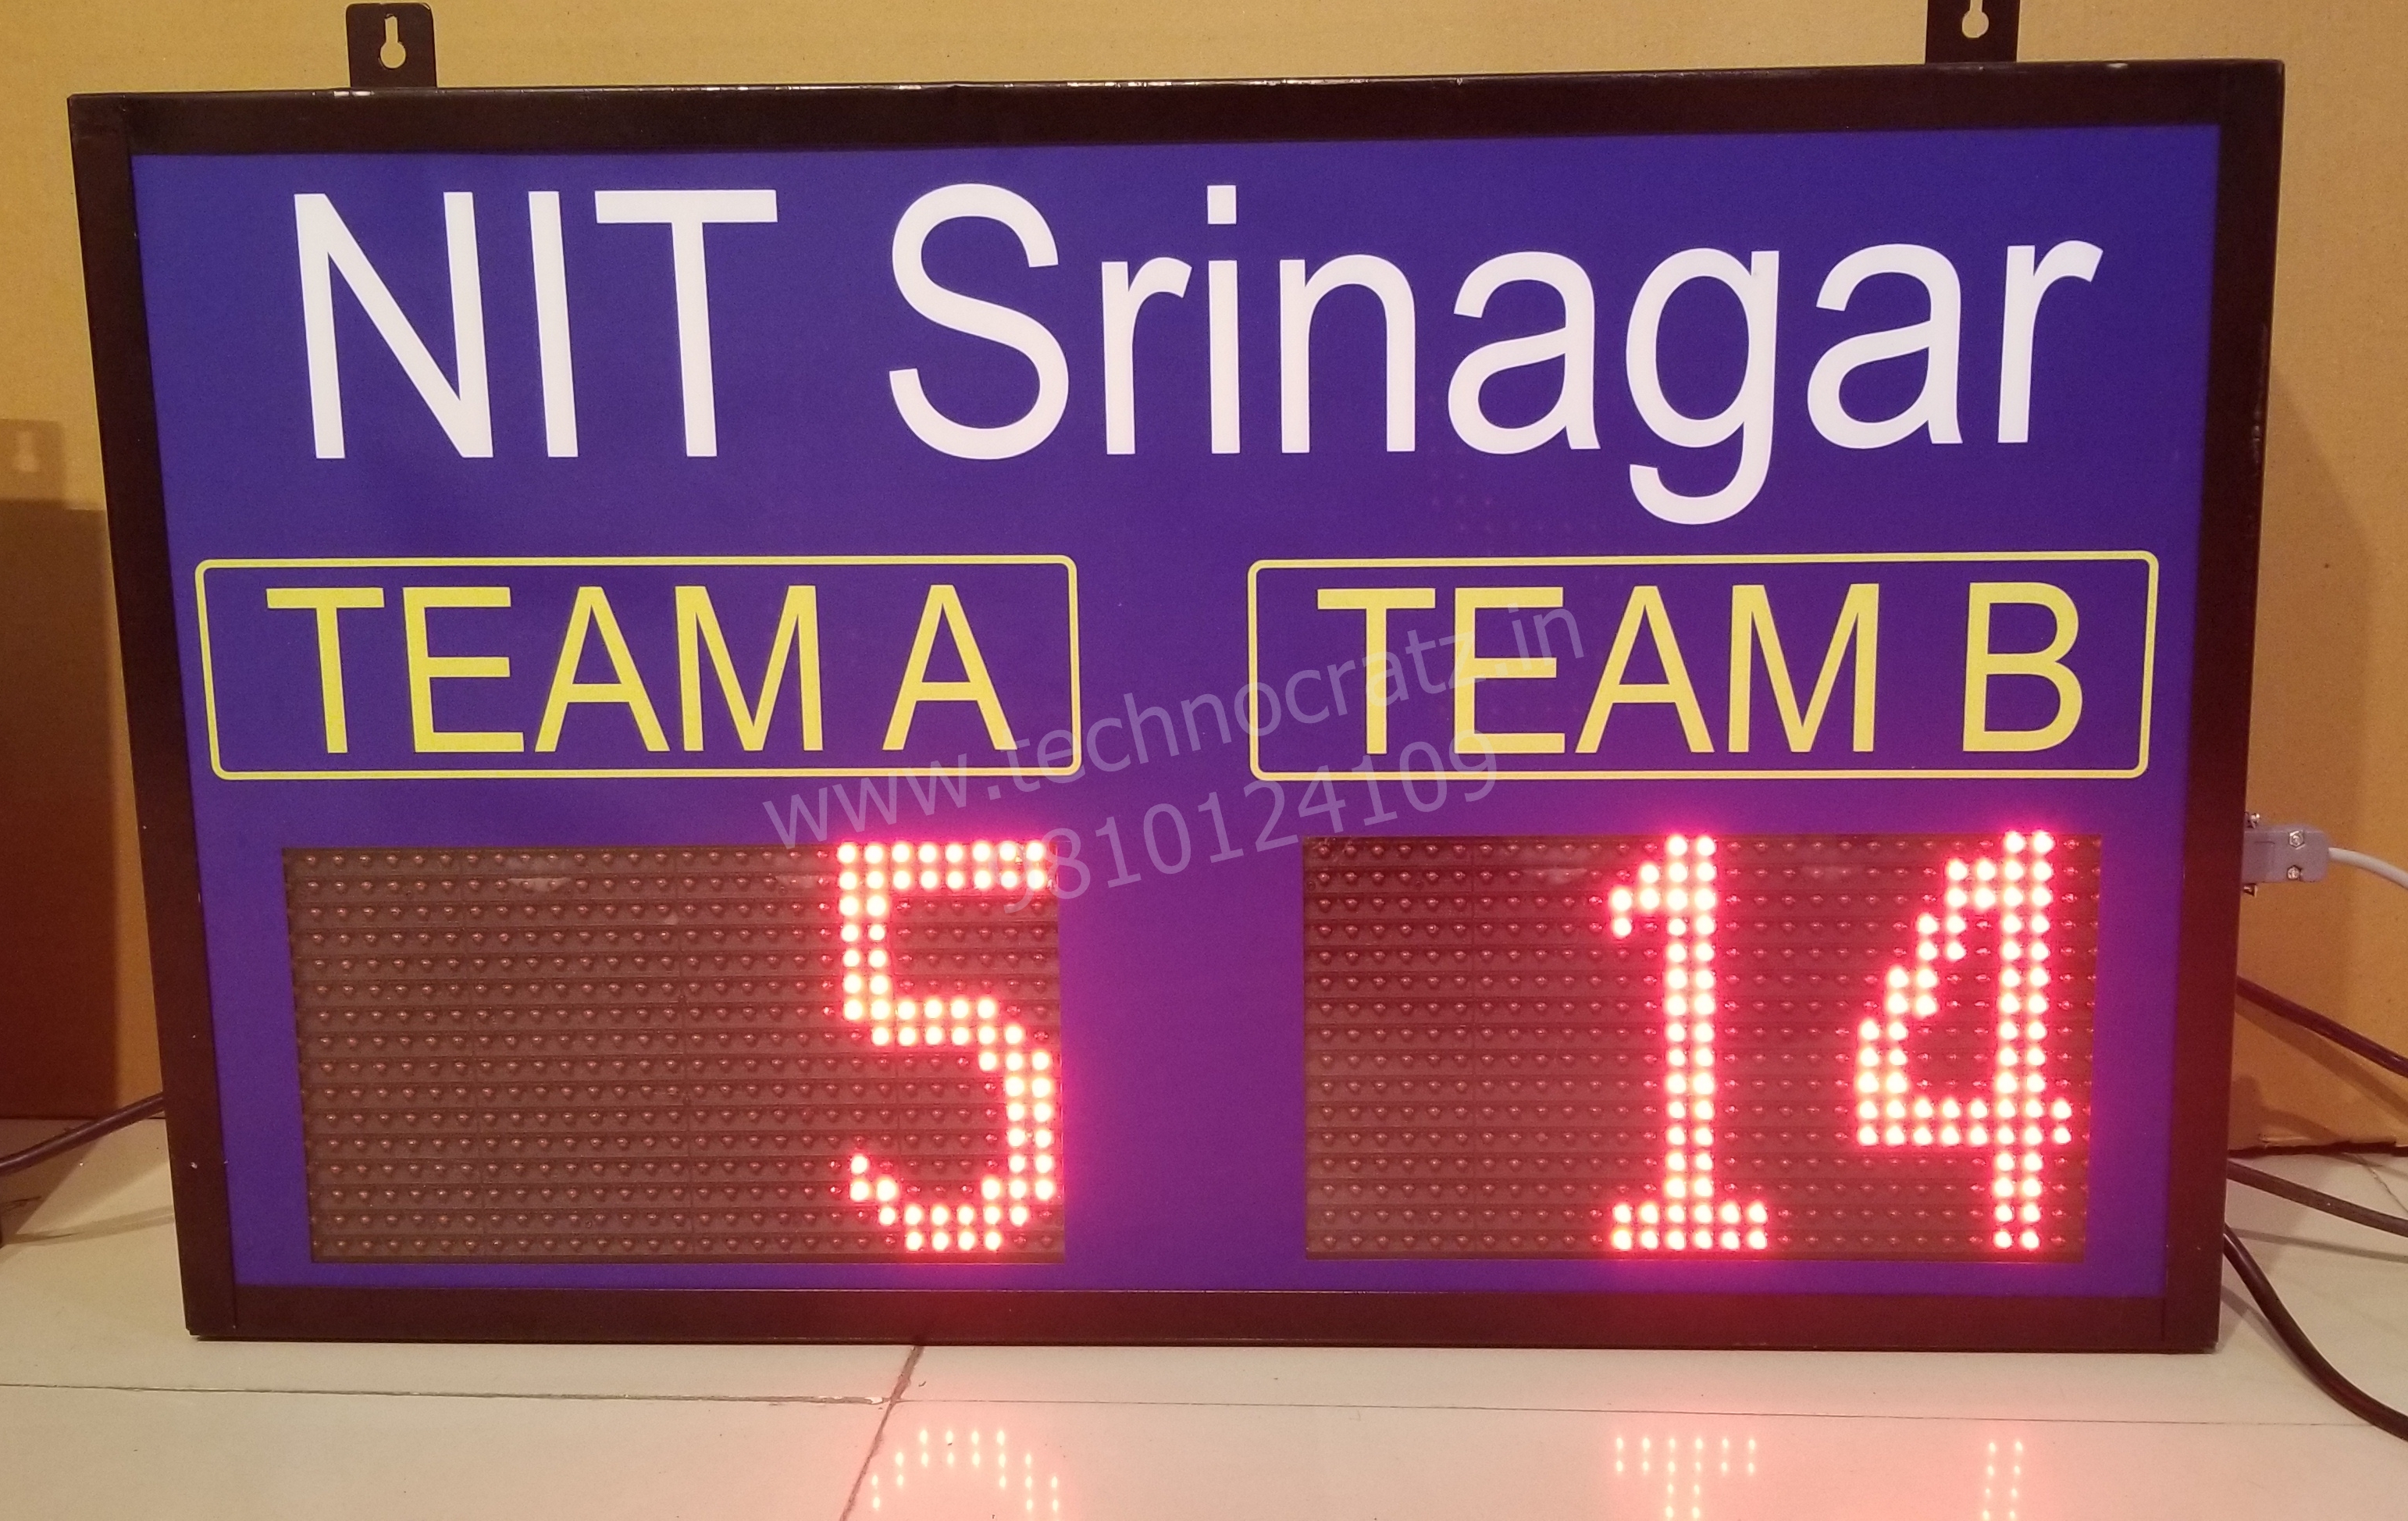 NIT Srinagar
TEAM A TEAM B
www.technocratz.in
9810124109
5 14